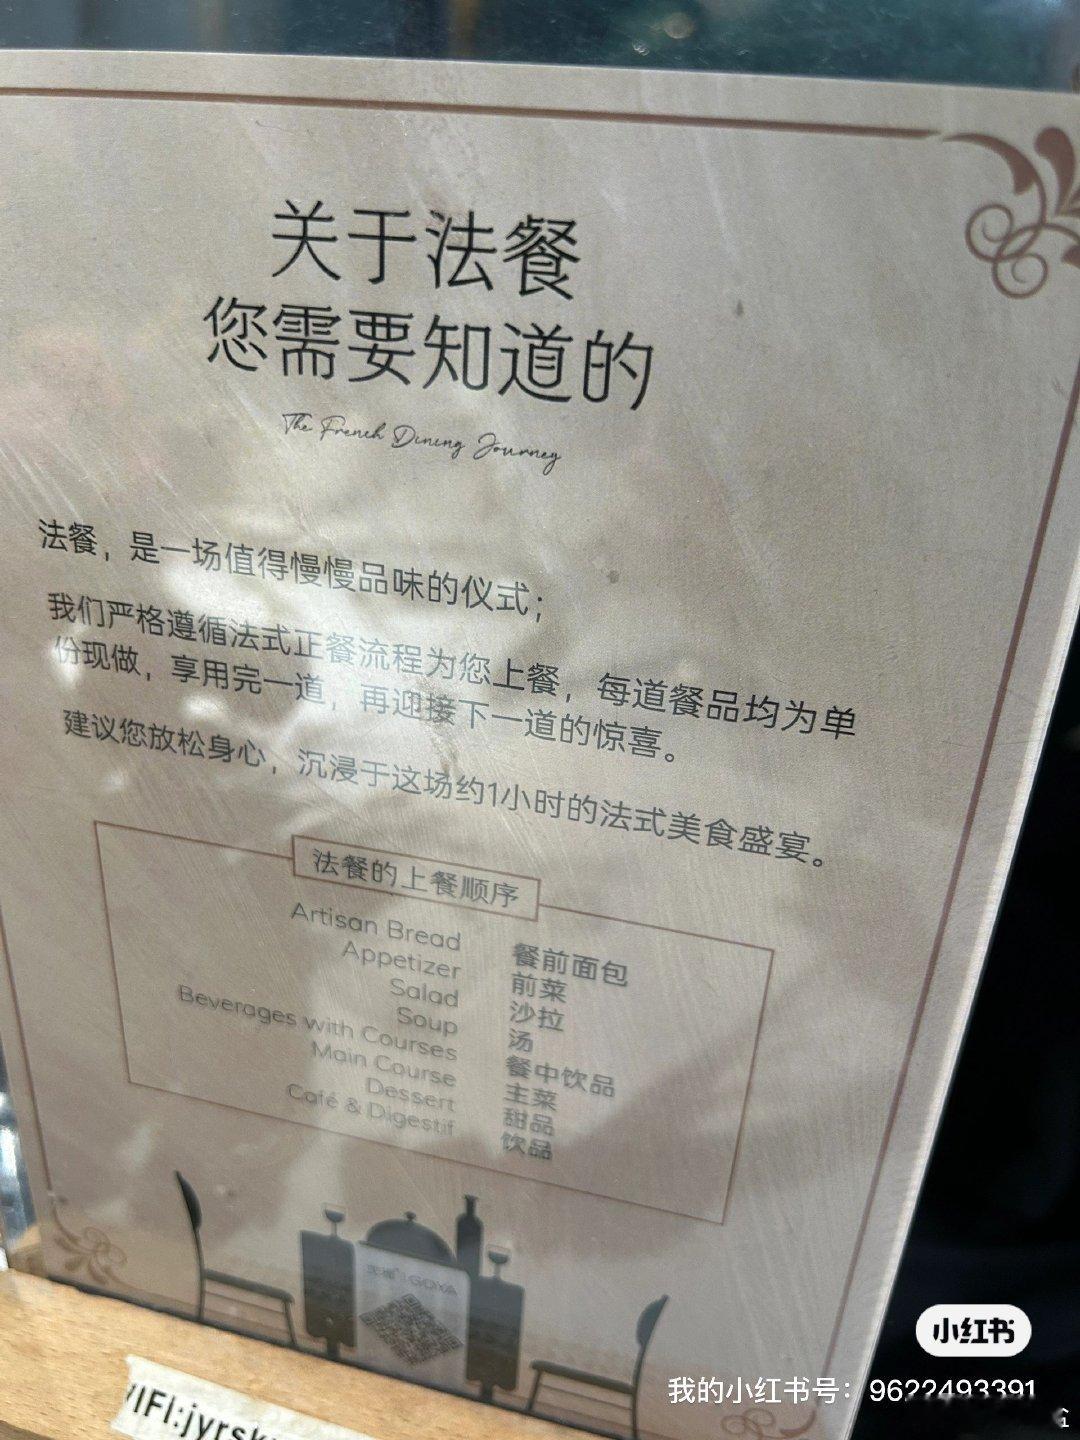 关于法餐
您需要知道的
The French Dining Journey
法餐，是一场值得慢慢品味的仪式；
我们严格遵循法式正餐流程为您上餐，每道餐品均为单
份现做，享用完一道，再迎接下一道的惊喜。
建议您放松身心，沉浸于这场约1小时的法式美食盛宴。
法餐的上餐顺序
Artisan Bread 餐前面包
Appetizer 前菜
Salad 沙拉
Soup 汤
Beverages with Courses 餐中饮品
Main Course 主菜
Dessert 甜品
Café & Digestif 饮品
GOYA
小红书
我的小红书号：9622493391